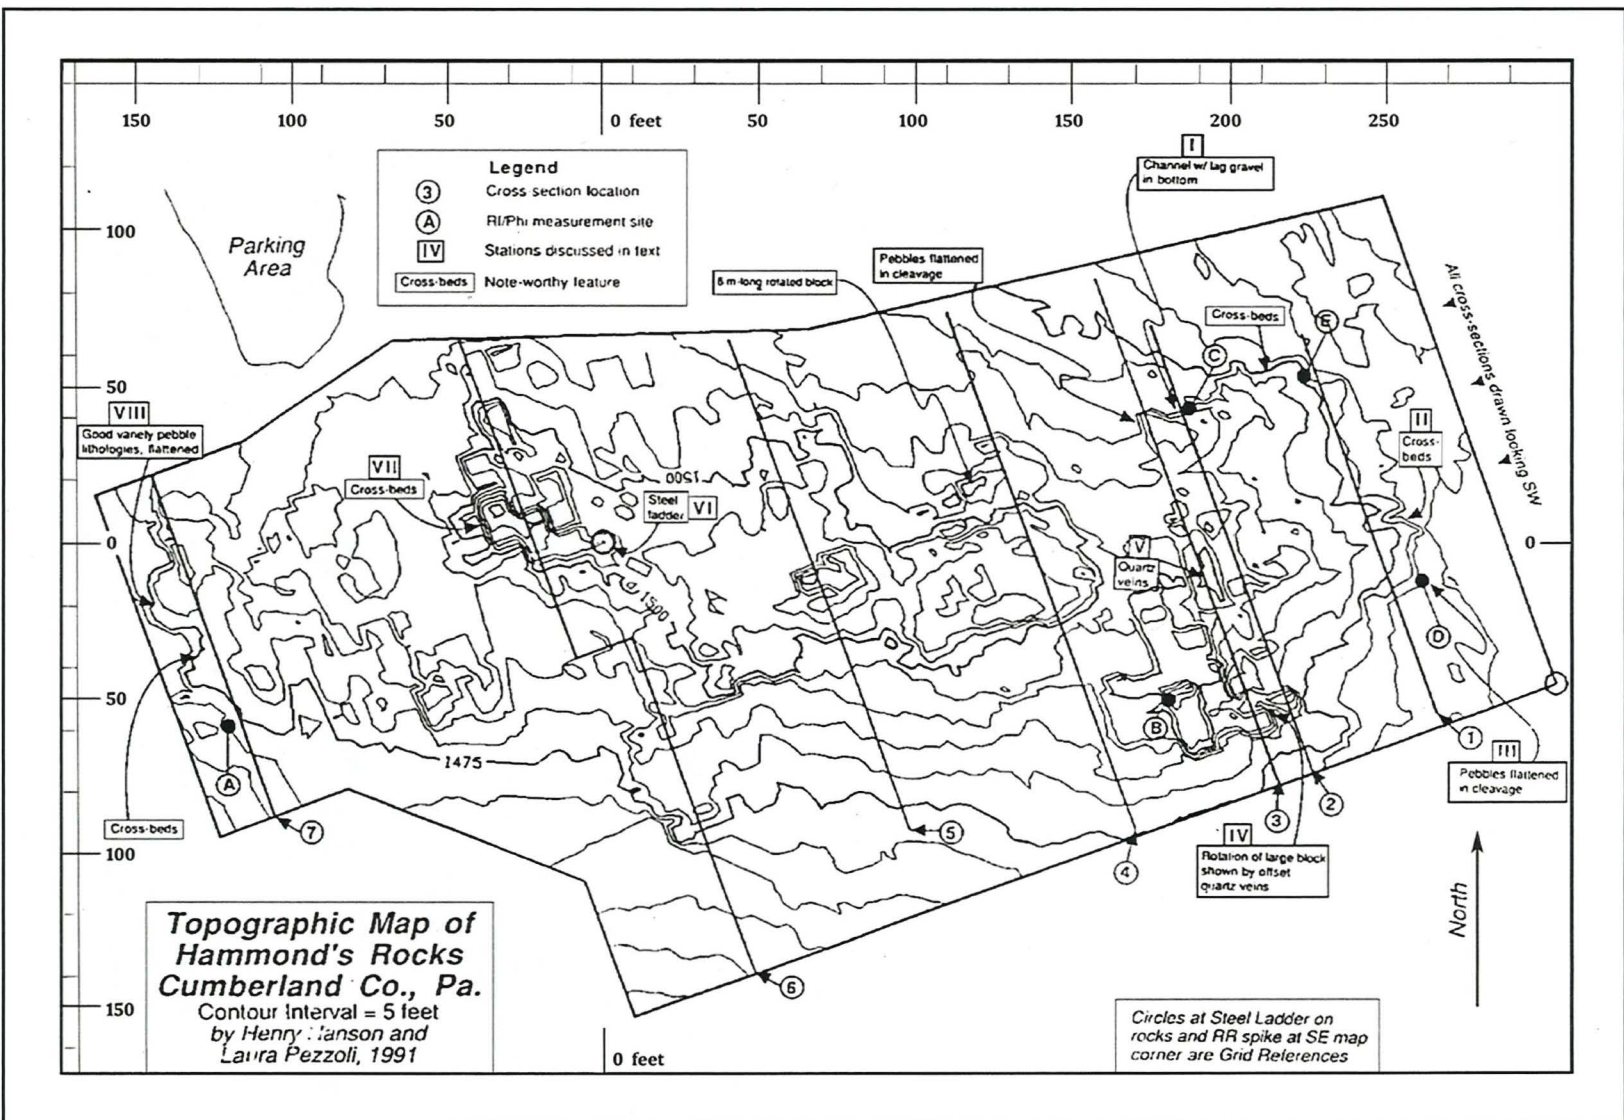 150
100
50
0 feet
50
100
150
200
250
I
Channel w/ lag gravel
in bottom
Legend
3
Cross section location
A
RI/Phi measurement site
IV
Stations discussed in text
Cross-beds
Note-worthy feature
Parking
Area
100
50
0
50
100
150
Pebbles flattened
in cleavage
6 m-long rotated block
Cross-beds
E
C
All cross-sections drawn looking SW
II
Cross-
beds
VIII
Good variety pebble
lithologies, flattened
VII
Cross-beds
1500
Steel
ladder
VI
1500
V
Quartz
veins
0
D
B
1
III
Pebbles flattened
in cleavage
2
3
IV
Rotation of large block
shown by offset
quartz veins
4
5
6
7
1475
A
Cross-beds
North
Topographic Map of
Hammond's Rocks
Cumberland Co., Pa.
Contour Interval = 5 feet
by Henry Hanson and
Laura Pezzoli, 1991
0 feet
Circles at Steel Ladder on
rocks and RR spike at SE map
corner are Grid References